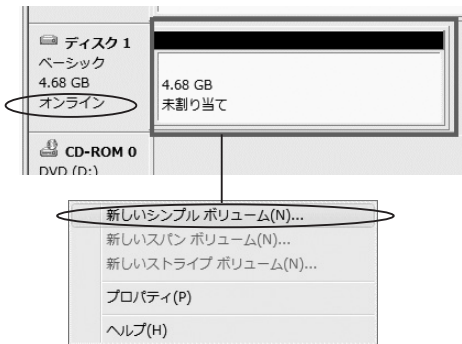 ディスク 1
ベーシック
4.68 GB
オンライン
4.68 GB
未割り当て
CD-ROM 0
DVD (D:)
新しいシンプル ボリューム(N)...
新しいスパン ボリューム(N)...
新しいストライプ ボリューム(N)...
プロパティ(P)
ヘルプ(H)